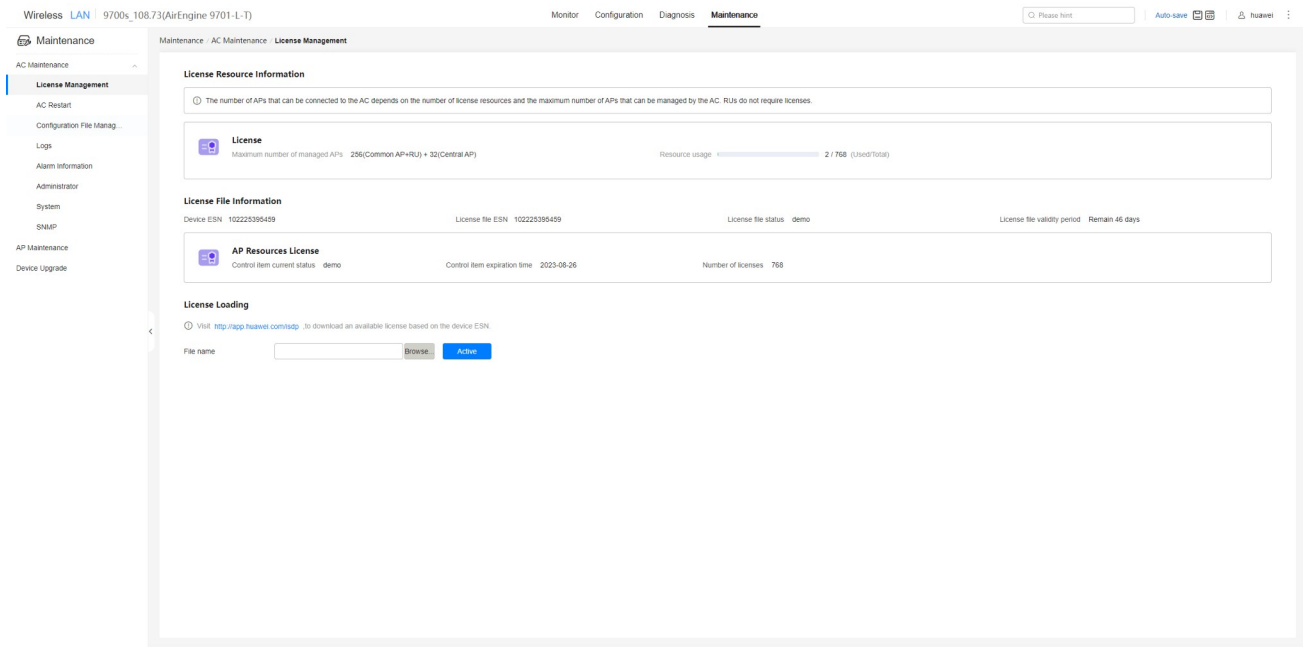 Wireless LAN 9700s_108.73(AirEngine 9701-L-T) Monitor Configuration Diagnosis Maintenance Please hint Auto-save huawei
Maintenance
Maintenance / AC Maintenance / License Management
AC Maintenance
License Management
AC Restart
Configuration File Manag...
Logs
Alarm Information
Administrator
System
SNMP
AP Maintenance
Device Upgrade
License Resource Information
The number of APs that can be connected to the AC depends on the number of license resources and the maximum number of APs that can be managed by the AC. RUs do not require licenses.
License
Maximum number of managed APs 256(Common AP+RU) + 32(Central AP) Resource usage 2 / 768 (Used/Total)
License File Information
Device ESN 102225395459 License file ESN 102225395459 License file status demo License file validity period Remain 46 days
AP Resources License
Control item current status demo Control item expiration time 2023-08-26 Number of licenses 768
License Loading
Visit http://app.huawei.com/isdp ,to download an available license based on the device ESN.
File name Browse... Active